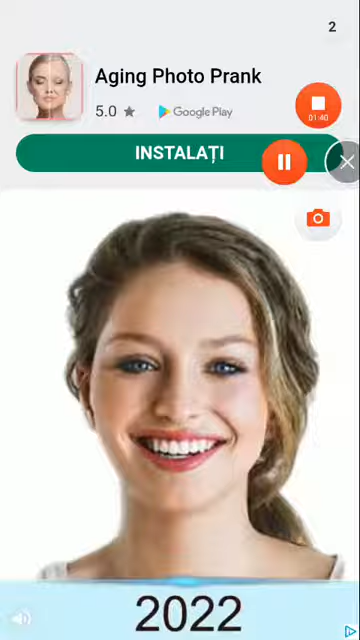 2
Aging Photo Prank
5.0 ★ Google Play
01:40
INSTALAȚI
2022